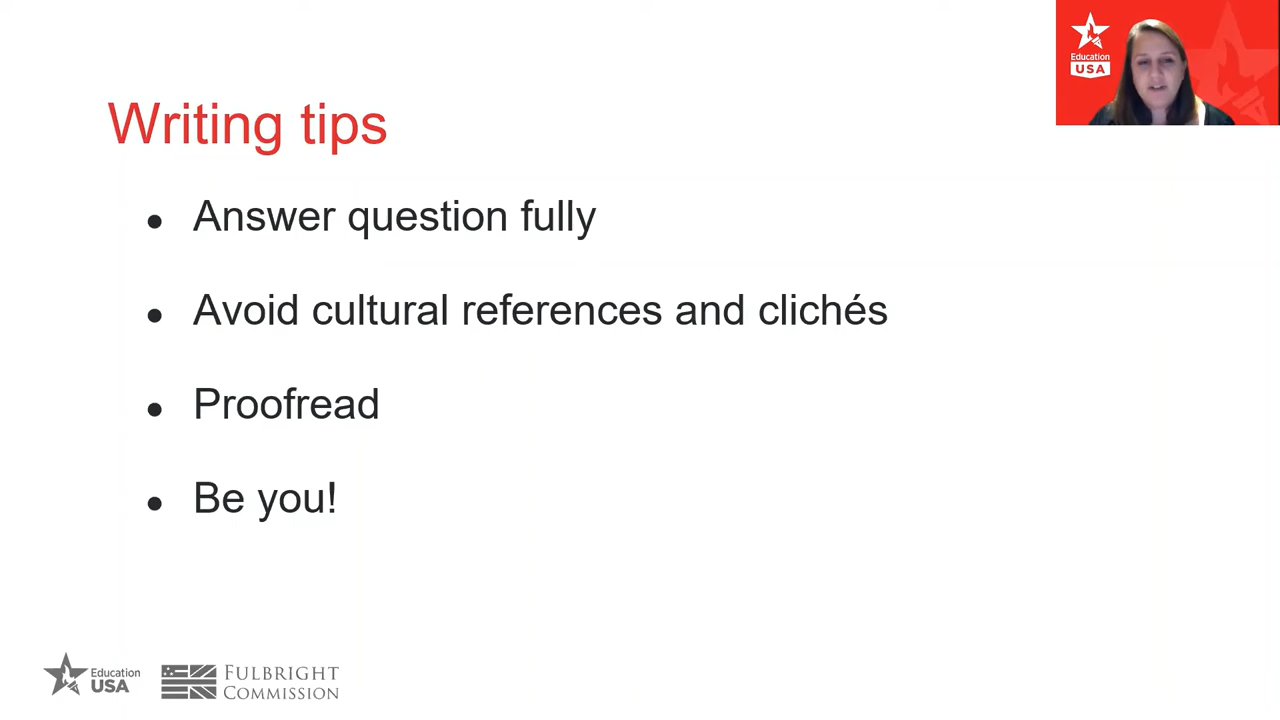 Education
USA
Writing tips
• Answer question fully
• Avoid cultural references and clichés
• Proofread
• Be you!
Education
USA
FULBRIGHT
COMMISSION